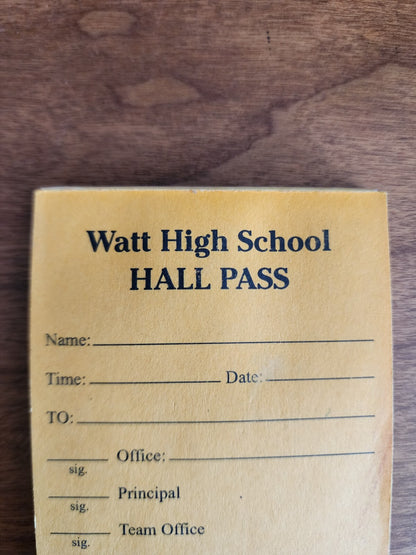 Watt High School
HALL PASS
Name:
Time: Date:
TO:
Office:
sig.
Principal
sig.
Team Office
sig.